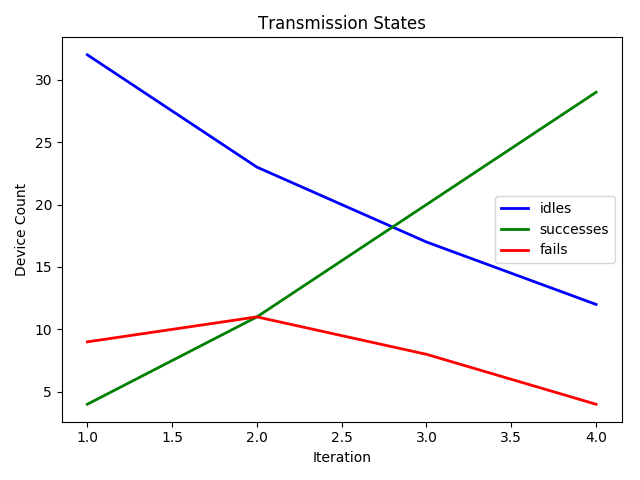 Transmission States
Device Count
30
25
20
15
10
5
idles
successes
fails
1.0 1.5 2.0 2.5 3.0 3.5 4.0
Iteration